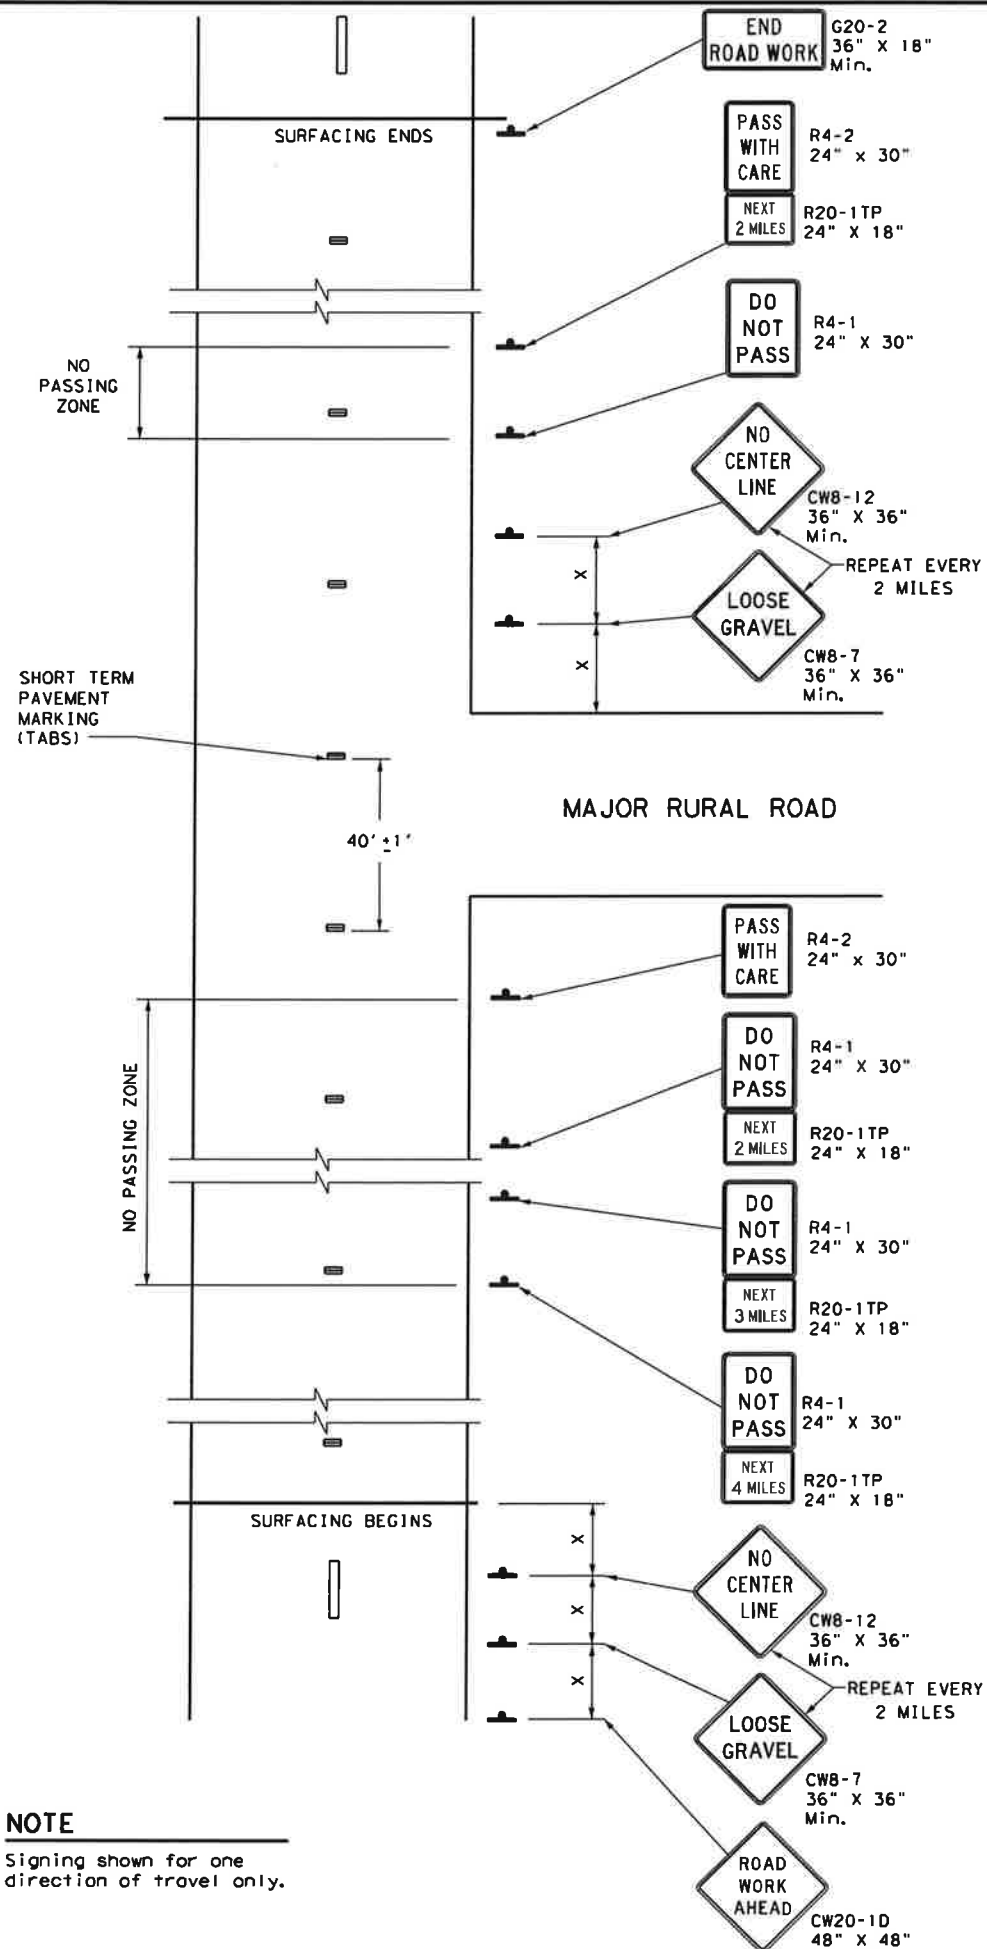 END
ROAD WORK
G20-2
36" X 18"
Min.
SURFACING ENDS
PASS
WITH
CARE
R4-2
24" x 30"
NEXT
2 MILES
R20-1TP
24" X 18"
DO
NOT
PASS
R4-1
24" X 30"
NO
PASSING
ZONE
NO
CENTER
LINE
CW8-12
36" X 36"
Min.
REPEAT EVERY
2 MILES
X
LOOSE
GRAVEL
CW8-7
36" X 36"
Min.
X
SHORT TERM
PAVEMENT
MARKING
(TABS)
MAJOR RURAL ROAD
40' ±1'
PASS
WITH
CARE
R4-2
24" x 30"
DO
NOT
PASS
R4-1
24" X 30"
NEXT
2 MILES
R20-1TP
24" X 18"
NO PASSING ZONE
DO
NOT
PASS
R4-1
24" X 30"
NEXT
3 MILES
R20-1TP
24" X 18"
DO
NOT
PASS
R4-1
24" X 30"
NEXT
4 MILES
R20-1TP
24" X 18"
SURFACING BEGINS
X
NO
CENTER
LINE
CW8-12
36" X 36"
Min.
X
REPEAT EVERY
2 MILES
X
LOOSE
GRAVEL
CW8-7
36" X 36"
Min.
NOTE
Signing shown for one
direction of travel only.
ROAD
WORK
AHEAD
CW20-1D
48" X 48"